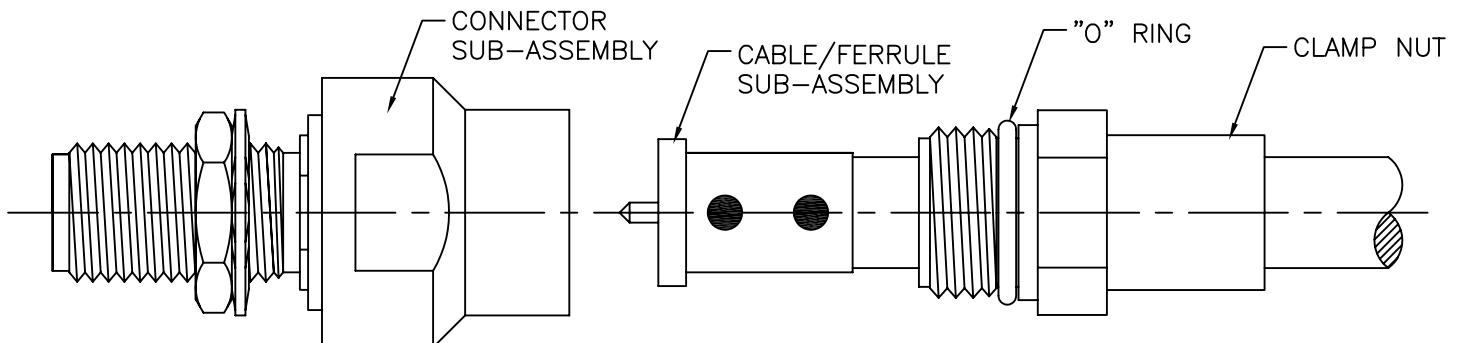 CONNECTOR
SUB-ASSEMBLY
CABLE/FERRULE
SUB-ASSEMBLY
"O" RING
CLAMP NUT